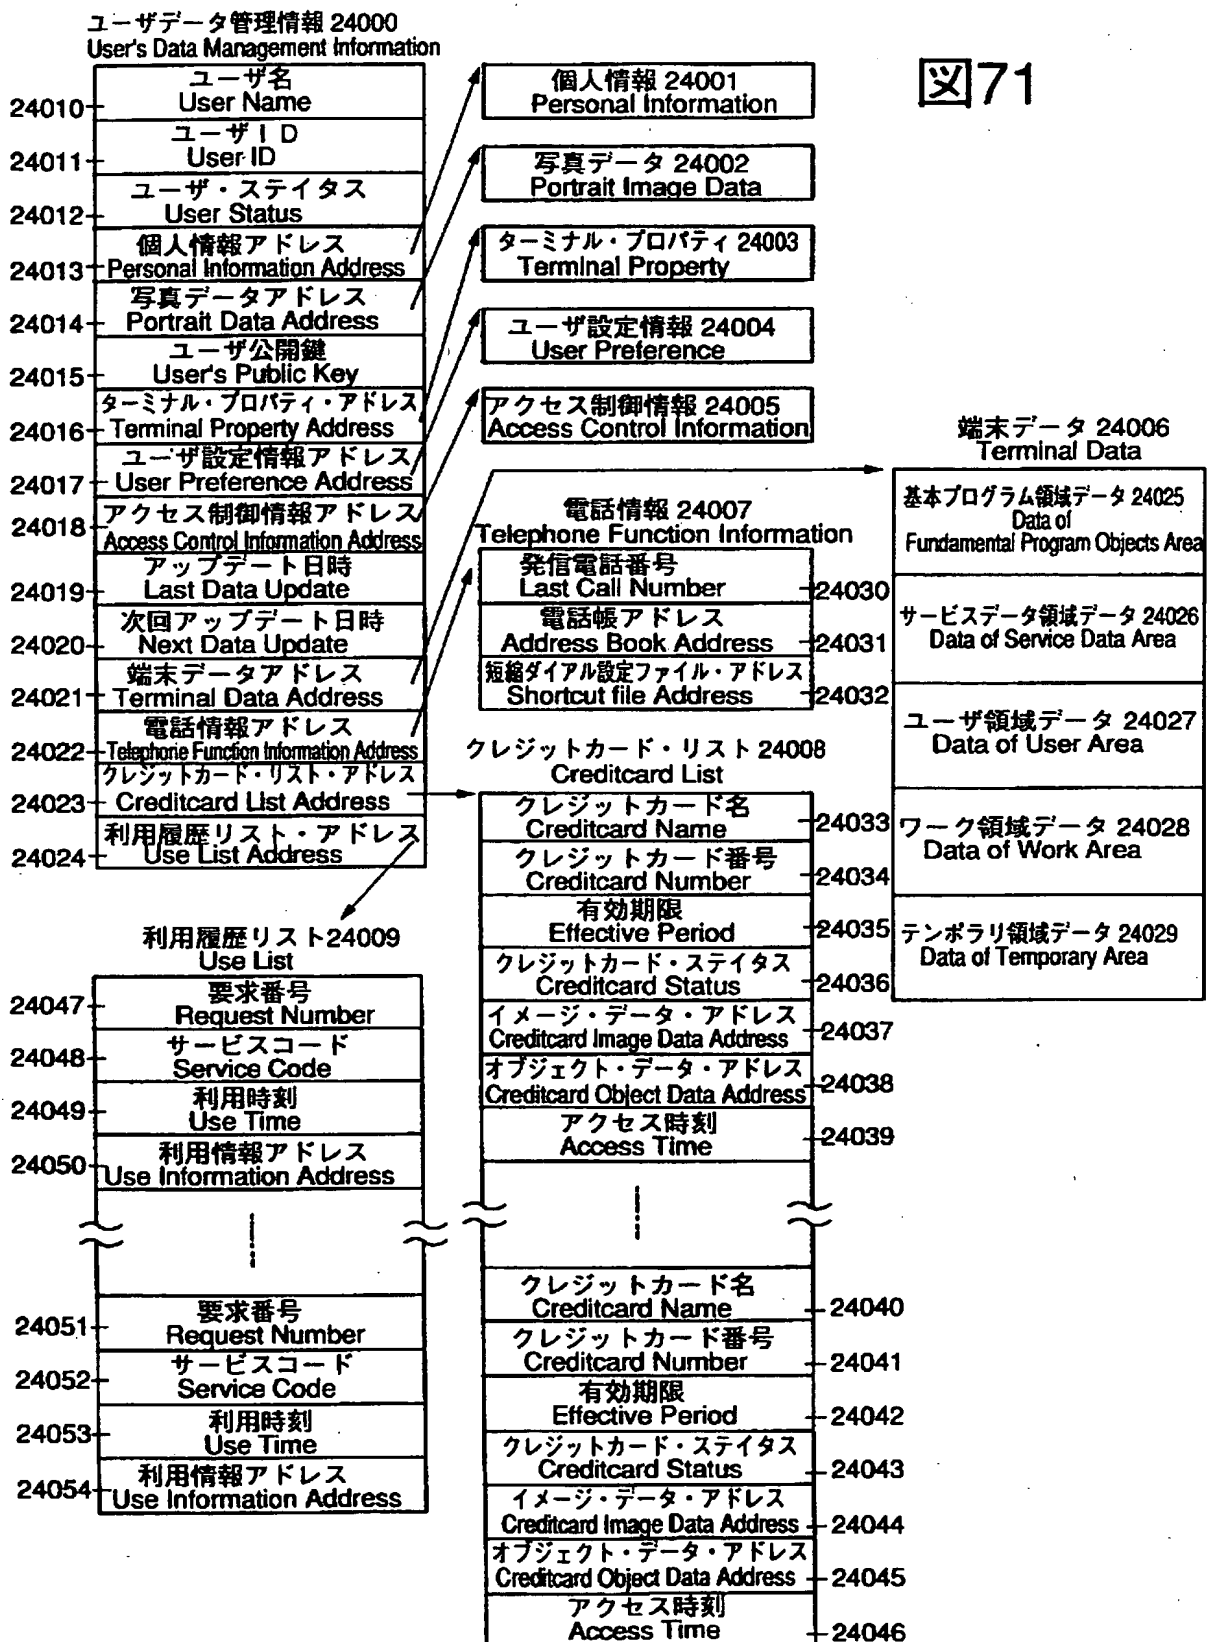 図71
ユーザデータ管理情報 24000
User's Data Management Information
ユーザ名
24010
User Name
ユーザID
24011
User ID
ユーザ・ステイタス
24012
User Status
個人情報アドレス
24013
Personal Information Address
写真データアドレス
24014
Portrait Data Address
ユーザ公開鍵
24015
User's Public Key
ターミナル・プロパティ・アドレス
24016
Terminal Property Address
ユーザ設定情報アドレス
24017
User Preference Address
アクセス制御情報アドレス
24018
Access Control Information Address
アップデート日時
24019
Last Data Update
次回アップデート日時
24020
Next Data Update
端末データアドレス
24021
Terminal Data Address
電話情報アドレス
24022
Telephone Function Information Address
クレジットカード・リスト・アドレス
24023
Creditcard List Address
利用履歴リスト・アドレス
24024
Use List Address
個人情報 24001
Personal Information
写真データ 24002
Portrait Image Data
ターミナル・プロパティ 24003
Terminal Property
ユーザ設定情報 24004
User Preference
アクセス制御情報 24005
Access Control Information
端末データ 24006
Terminal Data
基本プログラム領域データ 24025
Data of
Fundamental Program Objects Area
サービスデータ領域データ 24026
Data of Service Data Area
ユーザ領域データ 24027
Data of User Area
ワーク領域データ 24028
Data of Work Area
テンポラリ領域データ 24029
Data of Temporary Area
電話情報 24007
Telephone Function Information
発信電話番号
Last Call Number
24030
電話帳アドレス
Address Book Address
24031
短縮ダイアル設定ファイル・アドレス
Shortcut file Address
24032
クレジットカード・リスト 24008
Creditcard List
クレジットカード名
Creditcard Name
24033
クレジットカード番号
Creditcard Number
24034
有効期限
Effective Period
24035
クレジットカード・ステイタス
Creditcard Status
24036
イメージ・データ・アドレス
Creditcard Image Data Address
24037
オブジェクト・データ・アドレス
Creditcard Object Data Address
24038
アクセス時刻
Access Time
24039
クレジットカード名
Creditcard Name
24040
クレジットカード番号
Creditcard Number
24041
有効期限
Effective Period
24042
クレジットカード・ステイタス
Creditcard Status
24043
イメージ・データ・アドレス
Creditcard Image Data Address
24044
オブジェクト・データ・アドレス
Creditcard Object Data Address
24045
アクセス時刻
Access Time
24046
利用履歴リスト24009
Use List
要求番号
24047
Request Number
サービスコード
24048
Service Code
利用時刻
24049
Use Time
利用情報アドレス
24050
Use Information Address
要求番号
24051
Request Number
サービスコード
24052
Service Code
利用時刻
24053
Use Time
利用情報アドレス
24054
Use Information Address